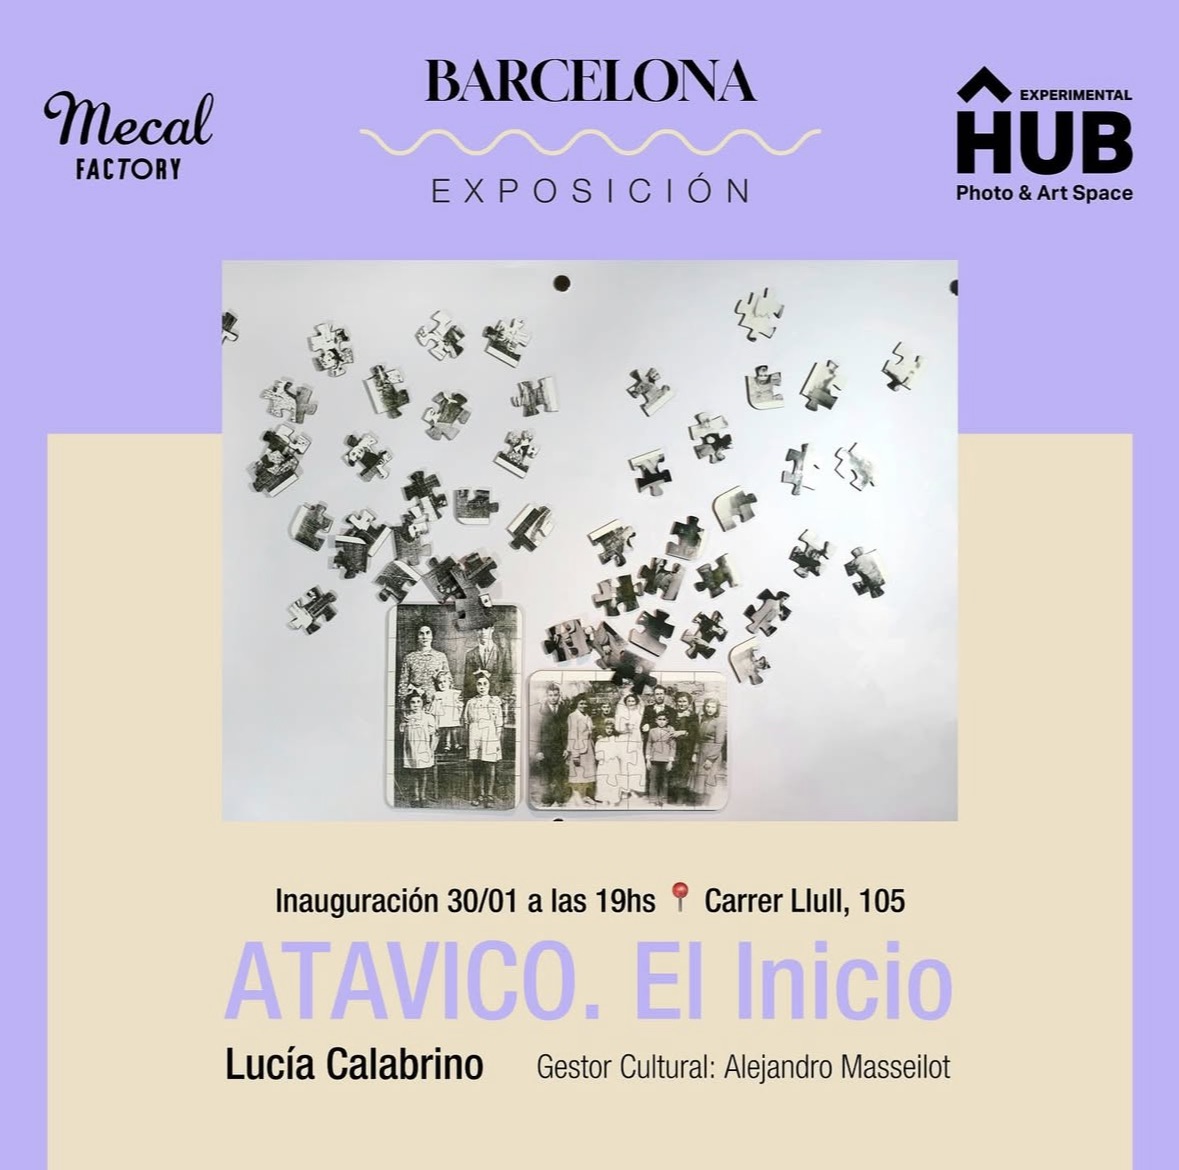 Mecal
FACTORY
BARCELONA
EXPOSICIÓN
EXPERIMENTAL
HUB
Photo & Art Space
Inauguración 30/01 a las 19hs 📍 Carrer Llull, 105
ATAVICO. El Inicio
Lucía Calabrino
Gestor Cultural: Alejandro Masseilot